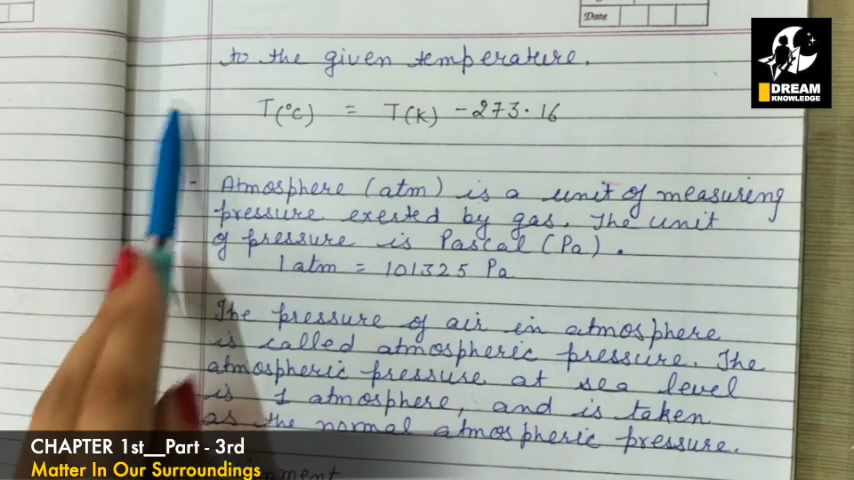 Date
DREAM
KNOWLEDGE
to the given temperature.
T(°C) = T(K) - 273.16
- Atmosphere (atm) is a unit of measuring
pressure exerted by gas. The unit
of pressure is Pascal (Pa).
1 atm = 101325 Pa
The pressure of air in atmosphere
is called atmospheric pressure. The
atmospheric pressure at sea level
is 1 atmosphere, and is taken
as the normal atmospheric pressure.
CHAPTER 1st__Part - 3rd
Matter In Our Surroundings